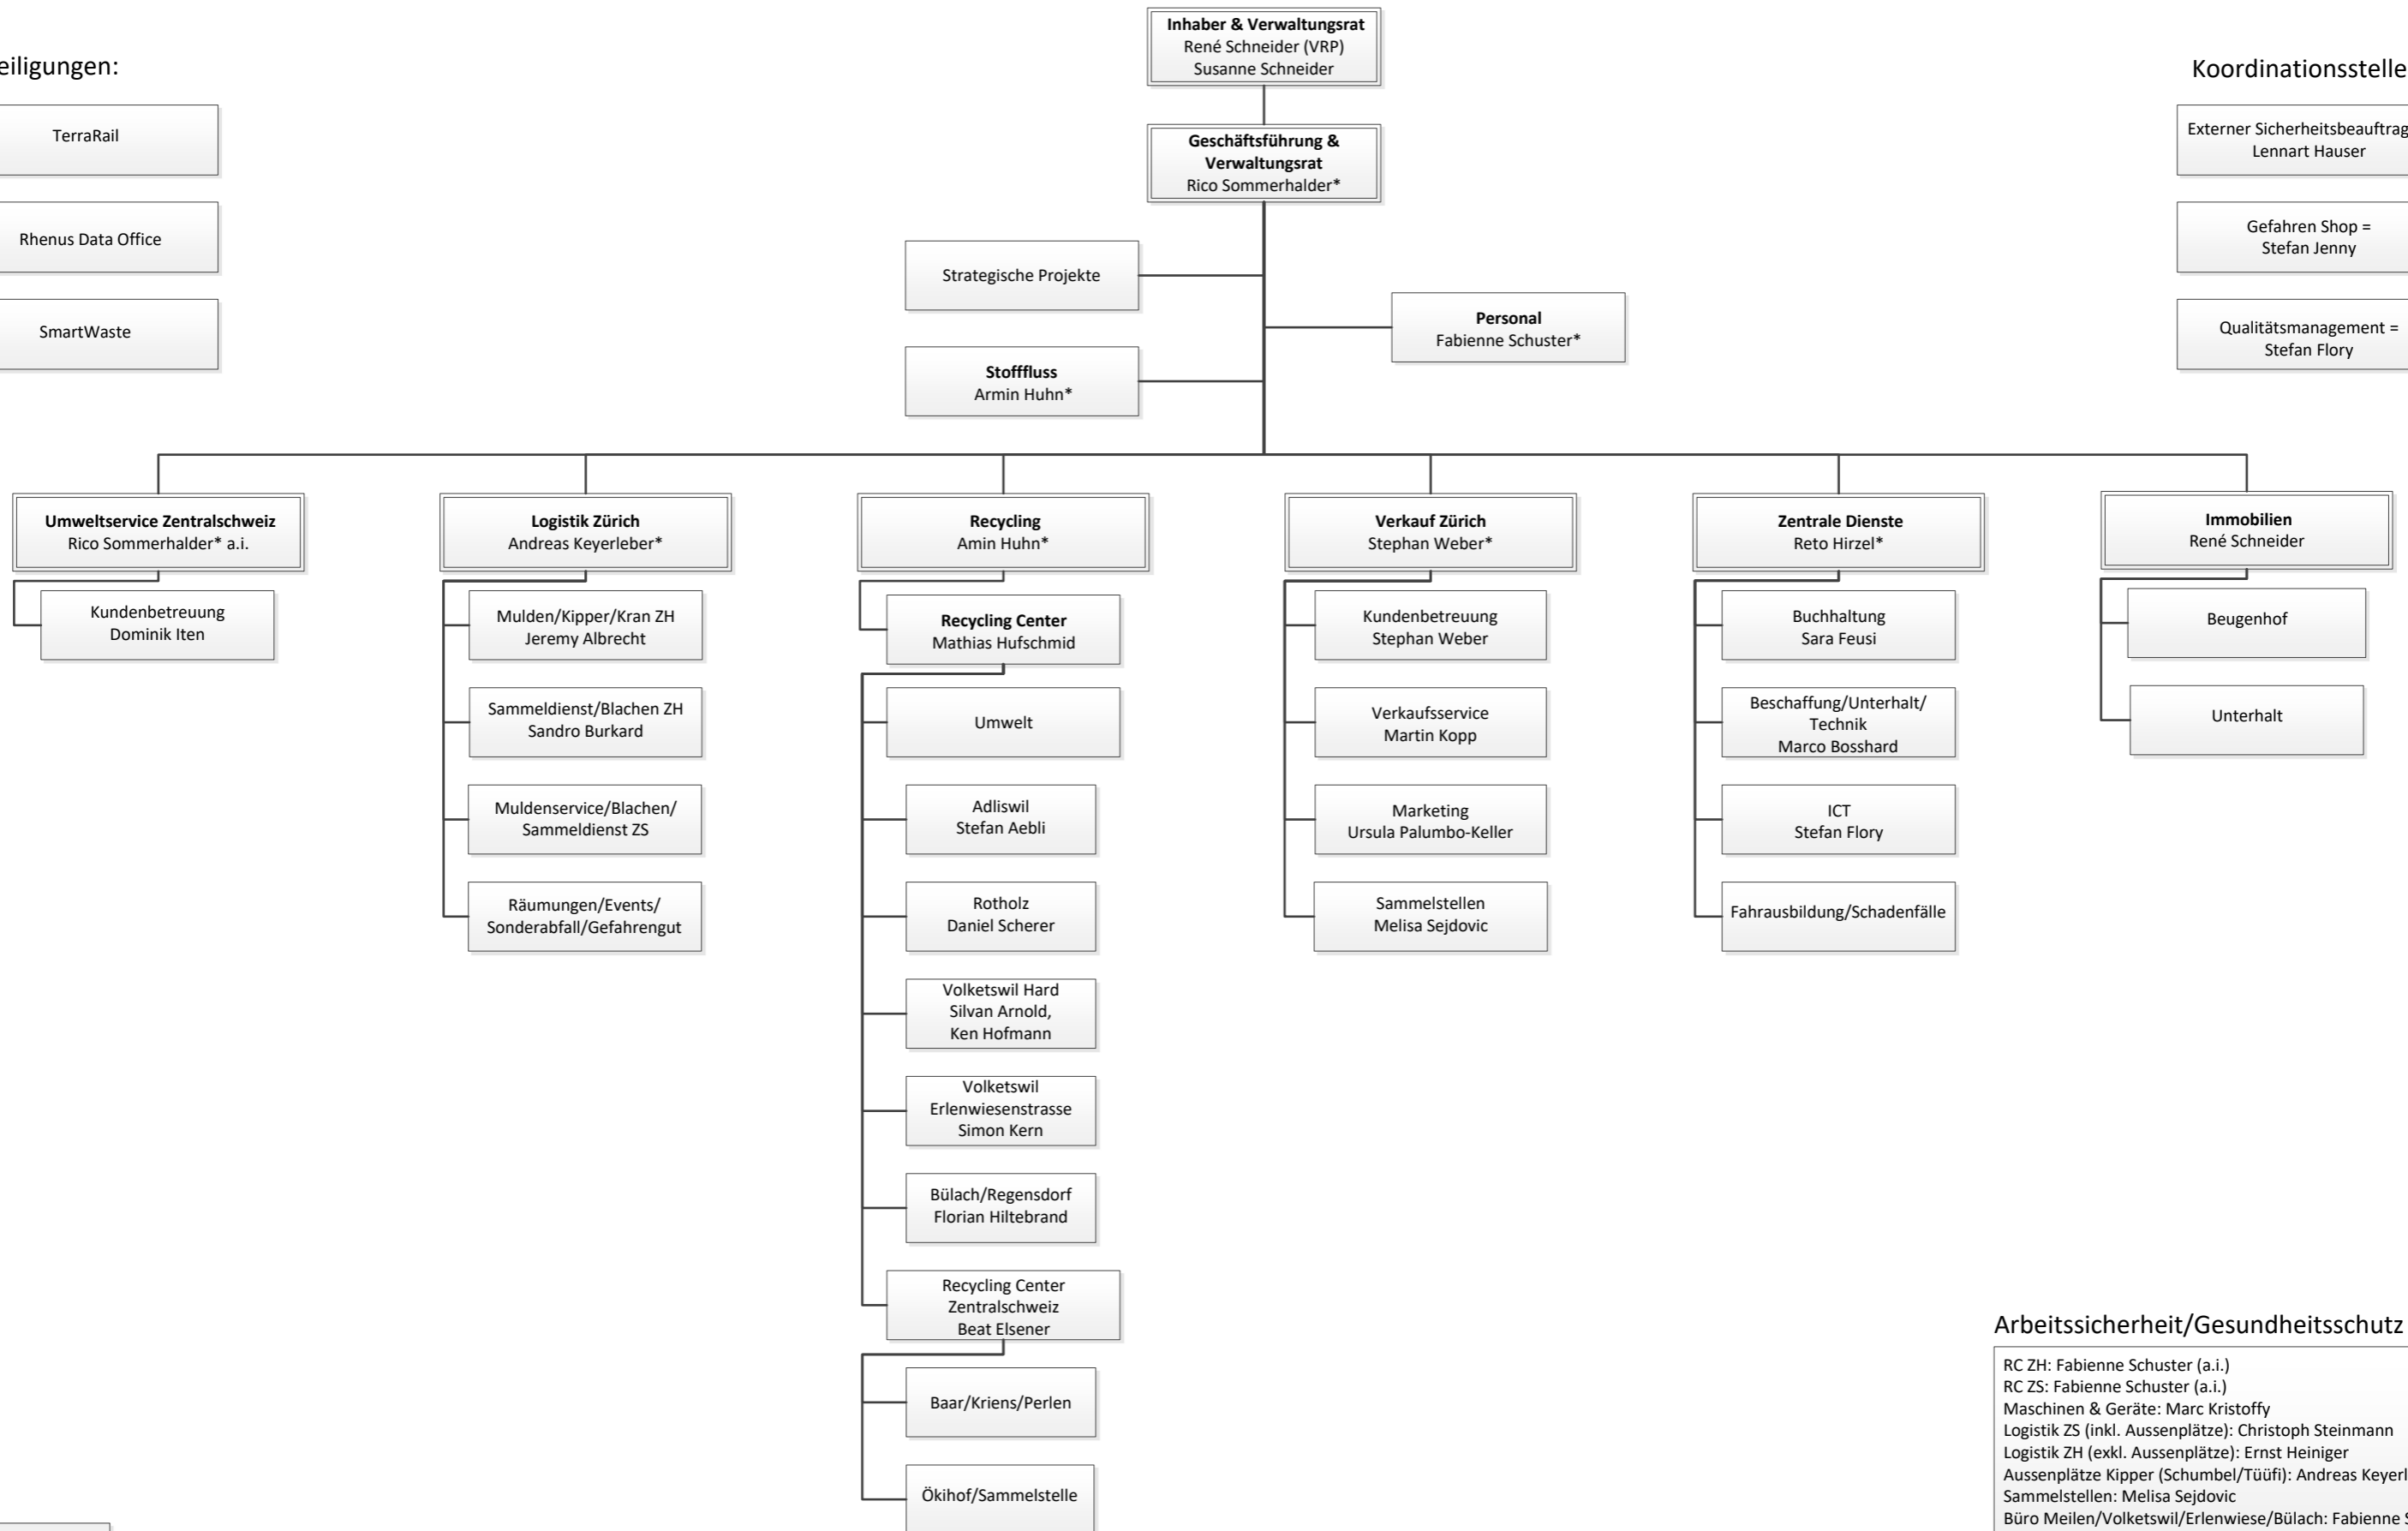 Inhaber & Verwaltungsrat
René Schneider (VRP)
Susanne Schneider
eiligungen:
Koordinationsstelle
TerraRail
Externer Sicherheitsbeauftrag
Lennart Hauser
Geschäftsführung &
Verwaltungsrat
Rico Sommerhalder*
Rhenus Data Office
Gefahren Shop =
Stefan Jenny
Strategische Projekte
SmartWaste
Personal
Fabienne Schuster*
Qualitätsmanagement =
Stefan Flory
Stofffluss
Armin Huhn*
Umweltservice Zentralschweiz
Rico Sommerhalder* a.i.
Kundenbetreuung
Dominik Iten
Logistik Zürich
Andreas Keyerleber*
Mulden/Kipper/Kran ZH
Jeremy Albrecht
Sammeldienst/Blachen ZH
Sandro Burkard
Muldenservice/Blachen/
Sammeldienst ZS
Räumungen/Events/
Sonderabfall/Gefahrengut
Recycling
Amin Huhn*
Recycling Center
Mathias Hufschmid
Umwelt
Adliswil
Stefan Aebli
Rotholz
Daniel Scherer
Volketswil Hard
Silvan Arnold,
Ken Hofmann
Volketswil
Erlenwiesenstrasse
Simon Kern
Bülach/Regensdorf
Florian Hiltebrand
Recycling Center
Zentralschweiz
Beat Elsener
Baar/Kriens/Perlen
Ökihof/Sammelstelle
Verkauf Zürich
Stephan Weber*
Kundenbetreuung
Stephan Weber
Verkaufsservice
Martin Kopp
Marketing
Ursula Palumbo-Keller
Sammelstellen
Melisa Sejdovic
Zentrale Dienste
Reto Hirzel*
Buchhaltung
Sara Feusi
Beschaffung/Unterhalt/
Technik
Marco Bosshard
ICT
Stefan Flory
Fahrausbildung/Schadenfälle
Immobilien
René Schneider
Beugenhof
Unterhalt
Arbeitssicherheit/Gesundheitsschutz
RC ZH: Fabienne Schuster (a.i.)
RC ZS: Fabienne Schuster (a.i.)
Maschinen & Geräte: Marc Kristoffy
Logistik ZS (inkl. Aussenplätze): Christoph Steinmann
Logistik ZH (exkl. Aussenplätze): Ernst Heiniger
Aussenplätze Kipper (Schumbel/Tüüfi): Andreas Keyerl
Sammelstellen: Melisa Sejdovic
Büro Meilen/Volketswil/Erlenwiese/Bülach: Fabienne S